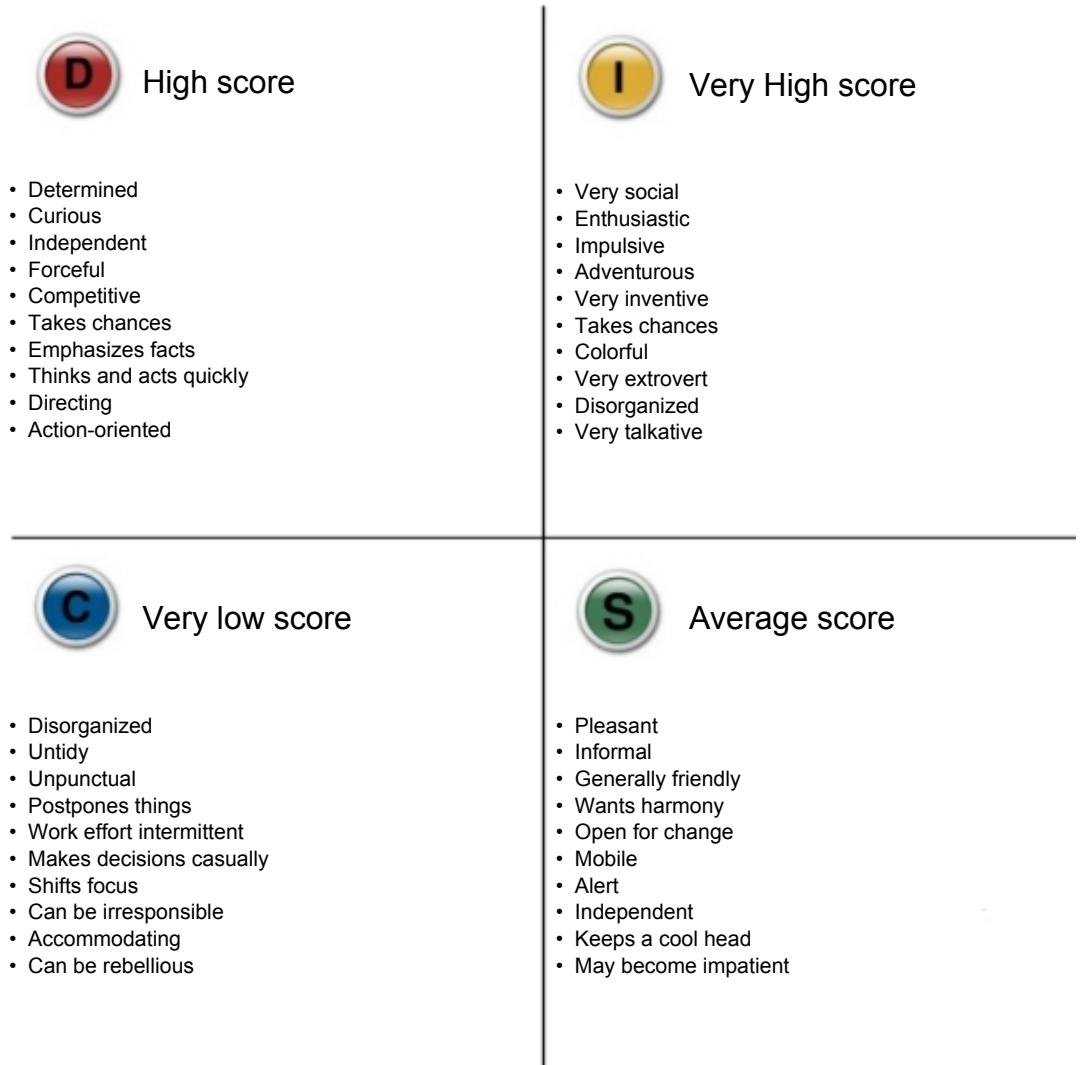 D High score
• Determined
• Curious
• Independent
• Forceful
• Competitive
• Takes chances
• Emphasizes facts
• Thinks and acts quickly
• Directing
• Action-oriented
I Very High score
• Very social
• Enthusiastic
• Impulsive
• Adventurous
• Very inventive
• Takes chances
• Colorful
• Very extrovert
• Disorganized
• Very talkative
C Very low score
• Disorganized
• Untidy
• Unpunctual
• Postpones things
• Work effort intermittent
• Makes decisions casually
• Shifts focus
• Can be irresponsible
• Accommodating
• Can be rebellious
S Average score
• Pleasant
• Informal
• Generally friendly
• Wants harmony
• Open for change
• Mobile
• Alert
• Independent
• Keeps a cool head
• May become impatient